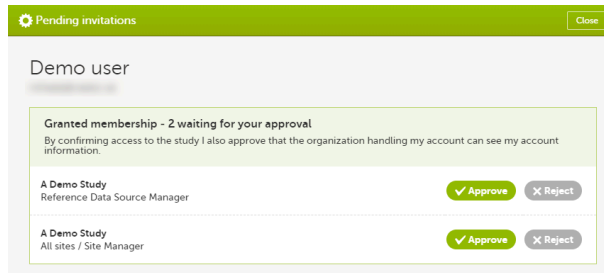 Pending invitations
Close
Demo user
Granted membership - 2 waiting for your approval
By confirming access to the study I also approve that the organization handling my account can see my account
information.
A Demo Study
Reference Data Source Manager
Approve
Reject
A Demo Study
All sites / Site Manager
Approve
Reject